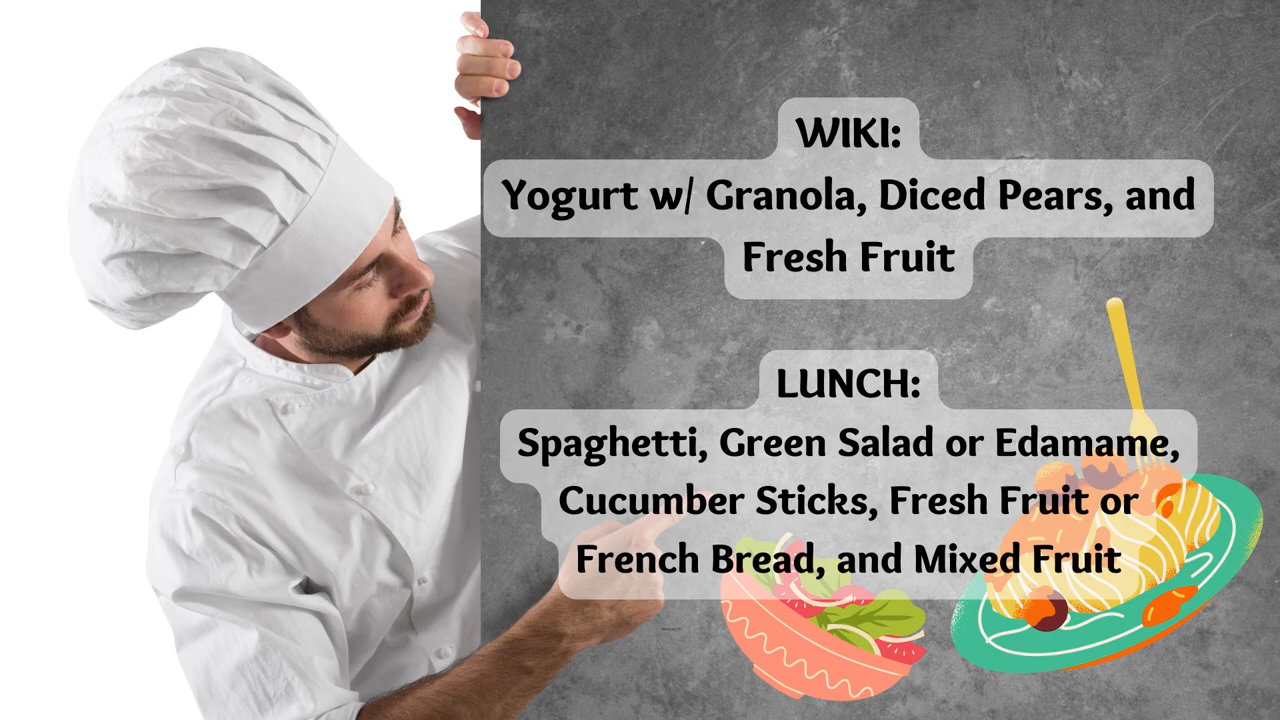 WIKI:
Yogurt w/ Granola, Diced Pears, and
Fresh Fruit
LUNCH:
Spaghetti, Green Salad or Edamame,
Cucumber Sticks, Fresh Fruit or
French Bread, and Mixed Fruit